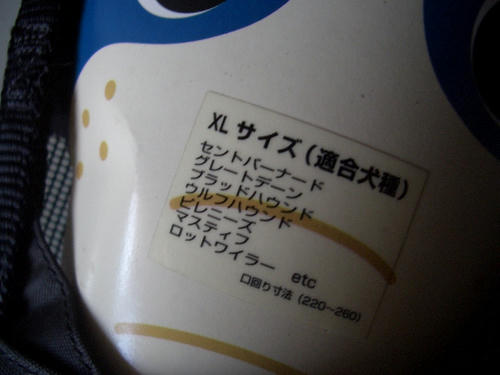 XL サイズ(適合犬種)
セントバーナード
グレートデーン
ブラッドハウンド
ウルフハウンド
ピレニーズ
マスティフ
ロットワイラー etc
口回り寸法(220~260)